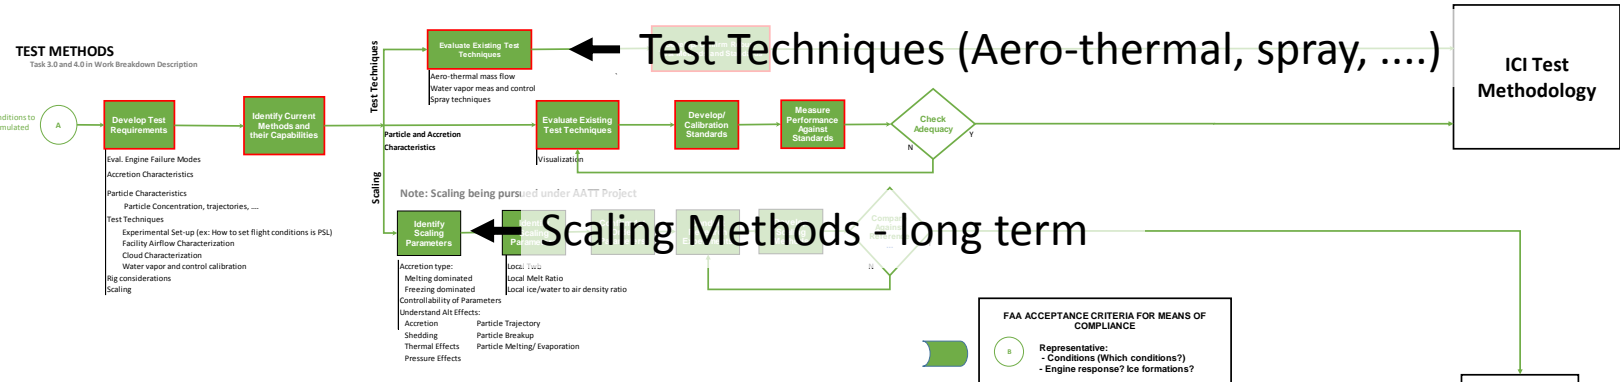 TEST METHODS
Task 3.0 and 4.0 in Work Breakdown Description
A
Develop Test
Requirements
Eval. Engine Failure Modes
Accretion Characteristics
Particle Characteristics
Particle Concentration, trajectories, ....
Test Techniques
Experimental Set-up (ex: How to set flight conditions is PSL)
Facility Airflow Characterization
Cloud Characterization
Water vapor and control calibration
Rig considerations
Scaling
Identify Current
Methods and
their Capabilities
Test Techniques
Scaling
Evaluate Existing Test
Techniques
Aero-thermal mass flow
Water vapor meas and control
Spray techniques
Test Techniques (Aero-thermal, spray, ....)
ICI Test
Methodology
Particle and Accretion
Characteristics
Evaluate Existing
Test Techniques
Visualization
Develop/
Calibration
Standards
Measure
Performance
Against
Standards
Check
Adequacy
N
Y
Note: Scaling being pursued under AATT Project
Identify
Scaling
Parameters
Scaling Methods - long term
N
Accretion type:
Melting dominated
Freezing dominated
Controllability of Parameters
Understand Alt Effects:
Accretion
Shedding
Thermal Effects
Pressure Effects
Particle Trajectory
Particle Breakup
Particle Melting/ Evaporation
Local Twb
Local Melt Ratio
Local ice/water to air density ratio
FAA ACCEPTANCE CRITERIA FOR MEANS OF
COMPLIANCE
B
Representative:
- Conditions (Which conditions?)
- Engine response? Ice formations?